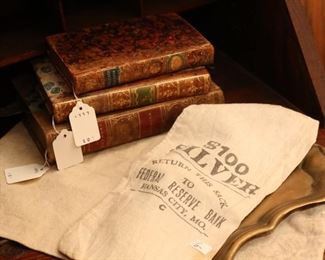 $100
SILVER
RETURN THIS SACK
TO
FEDERAL RESERVE BANK
KANSAS CITY, MO.
C